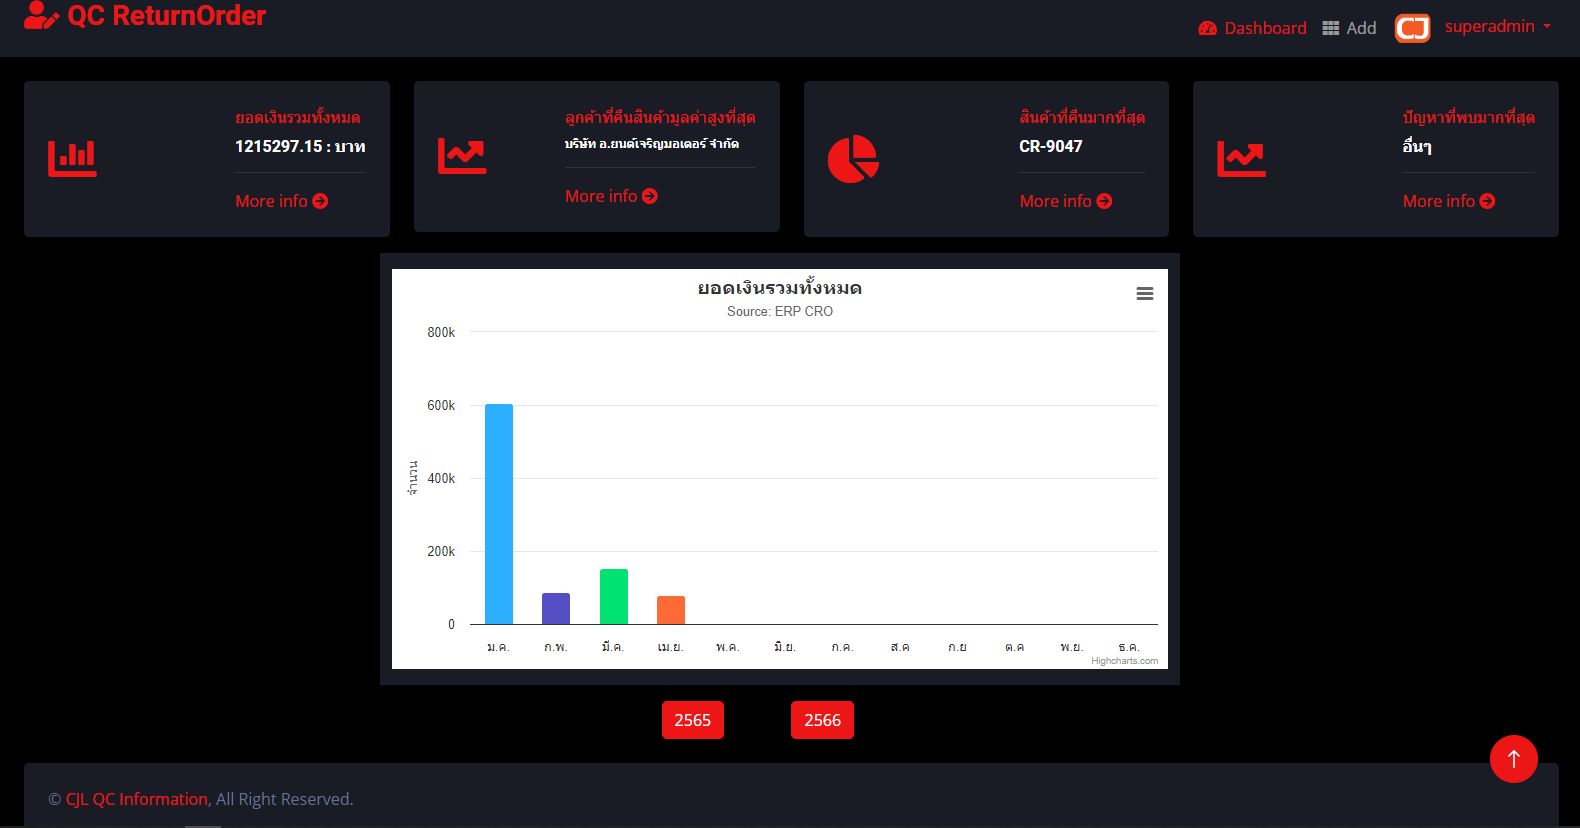 QC ReturnOrder
Dashboard
Add
CJ
superadmin
ยอดเงินรวมทั้งหมด
1215297.15 : บาท
More info
ลูกค้าที่คืนสินค้ามูลค่าสูงที่สุด
บริษัท อ.ยนต์เจริญมอเตอร์ จำกัด
More info
สินค้าที่คืนมากที่สุด
CR-9047
More info
ปัญหาที่พบมากที่สุด
อื่นๆ
More info
ยอดเงินรวมทั้งหมด
Source: ERP CRO
จำนวน
800k
600k
400k
200k
0
ม.ค. ก.พ. มี.ค. เม.ย. พ.ค. มิ.ย. ก.ค. ส.ค ก.ย ต.ค พ.ย. ธ.ค.
Highcharts.com
2565 2566
© CJL QC Information, All Right Reserved.